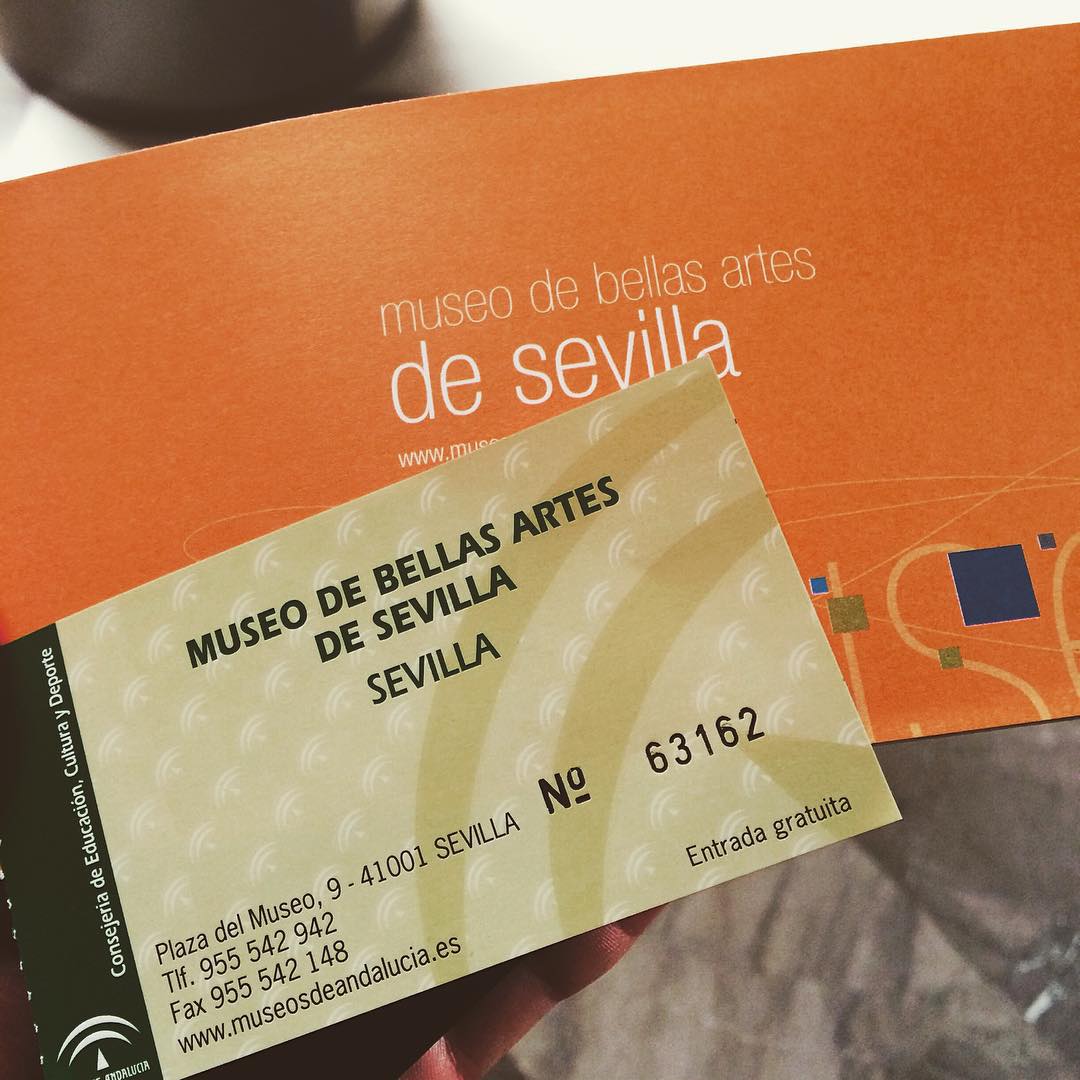 museo de bellas artes
de sevilla
MUSEO DE BELLAS ARTES
DE SEVILLA
SEVILLA
Nº 63162
Entrada gratuita
Plaza del Museo, 9 - 41001 SEVILLA
Tlf. 955 542 942
Fax 955 542 148
www.museosdeandalucia.es
Consejería de Educación, Cultura y Deporte
ANDALUCIA